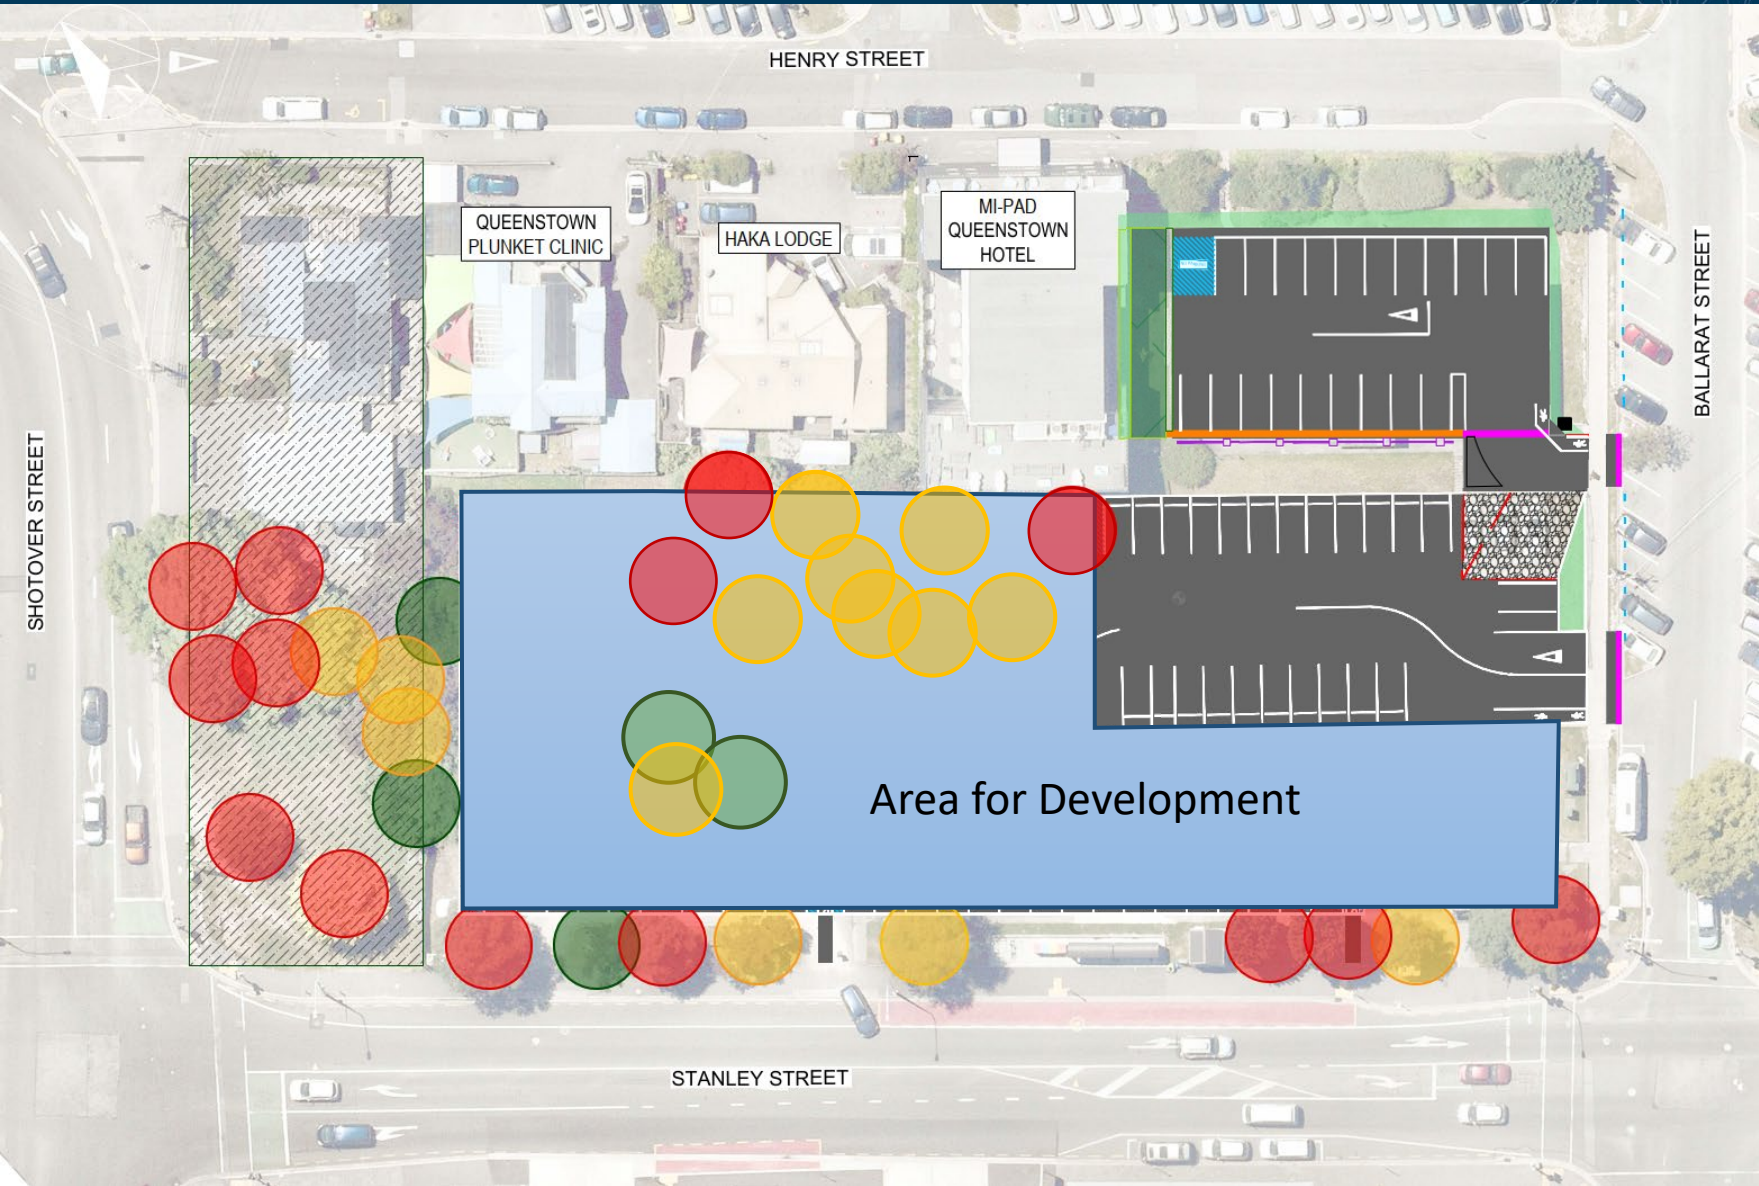 HENRY STREET
QUEENSTOWN
PLUNKET CLINIC
HAKA LODGE
MI-PAD
QUEENSTOWN
HOTEL
BALLARAT STREET
SHOTOVER STREET
Area for Development
STANLEY STREET